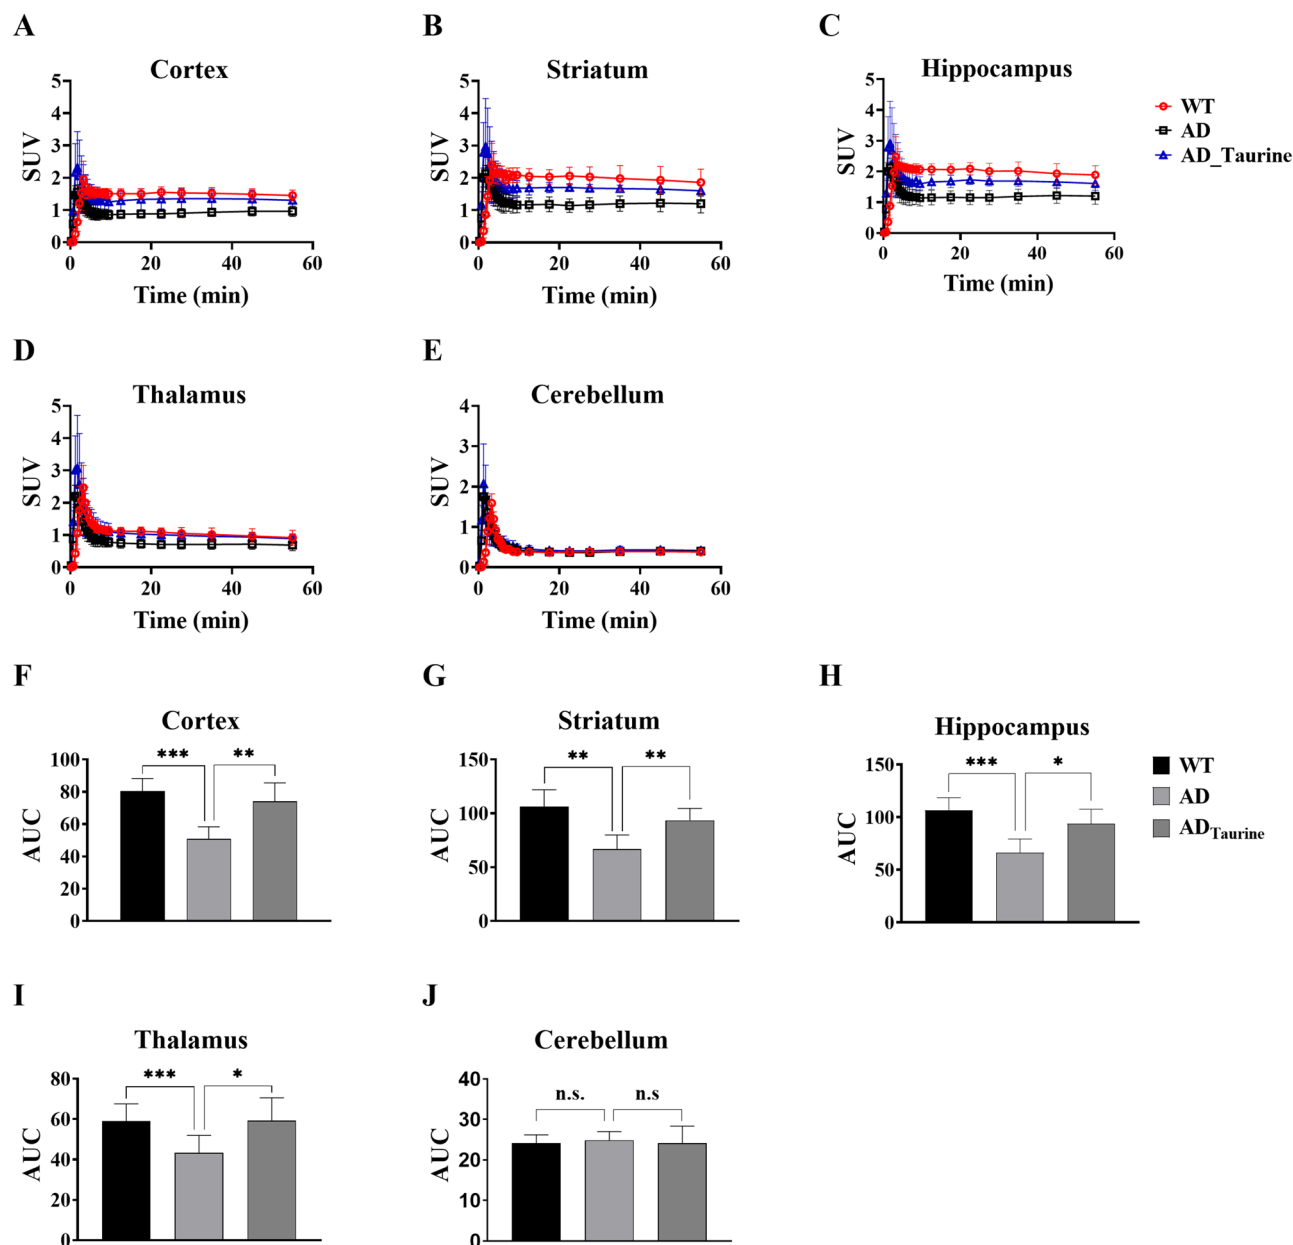 A
B
C
Cortex
Striatum
Hippocampus
5
4
3
2
1
0
SUV
0 20 40 60
Time (min)
5
4
3
2
1
0
SUV
0 20 40 60
Time (min)
5
4
3
2
1
0
SUV
0 20 40 60
Time (min)
WT
AD
AD_Taurine
D
E
Thalamus
Cerebellum
5
4
3
2
1
0
SUV
0 20 40 60
Time (min)
4
3
2
1
0
SUV
0 20 40 60
Time (min)
F
G
H
Cortex
Striatum
Hippocampus
100
80
60
40
20
0
AUC
*** **
150
100
50
0
AUC
** **
150
100
50
0
AUC
*** *
WT
AD
ADTaurine
I
J
Thalamus
Cerebellum
80
60
40
20
0
AUC
*** *
40
30
20
10
0
AUC
n.s. n.s